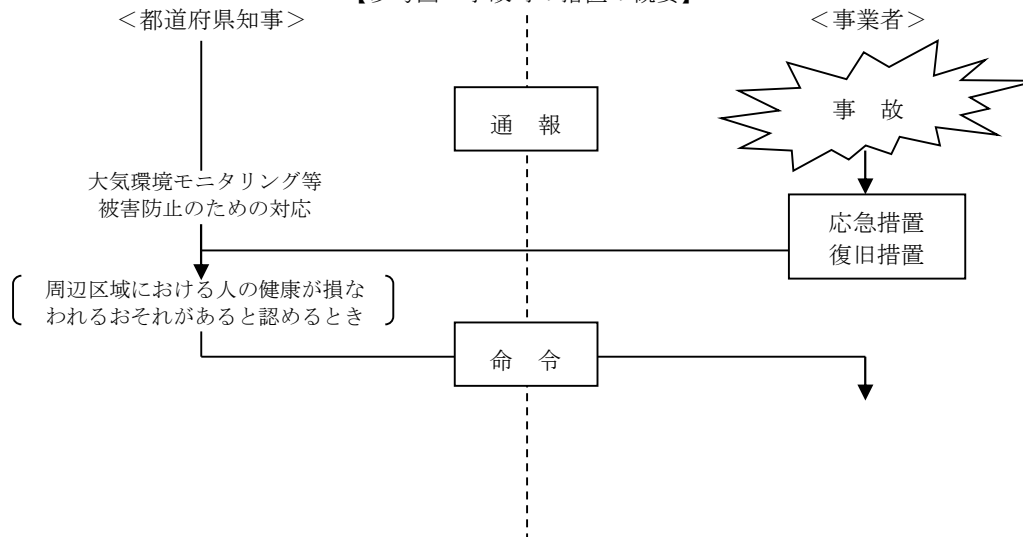 ＜都道府県知事＞
＜事業者＞
通　報
事　故
大気環境モニタリング等
被害防止のための対応
応急措置
復旧措置
周辺区域における人の健康が損な
われるおそれがあると認めるとき
命　令